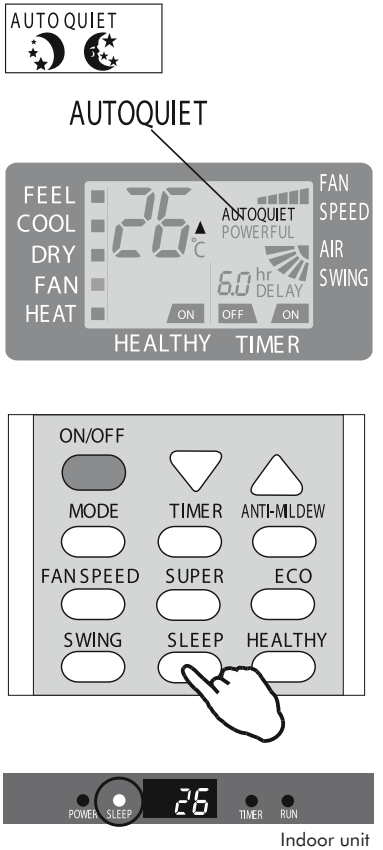 AUTO QUIET
AUTOQUIET
FEEL
COOL
DRY
FAN
HEAT
26 °C
AUTOQUIET
POWERFUL
6.0 hr
DELAY
FAN
SPEED
AIR
SWING
ON OFF ON
HEALTHY TIMER
ON/OFF
MODE TIMER ANTI-MILDEW
FAN SPEED SUPER ECO
SWING SLEEP HEALTHY
26
POWER SLEEP TIMER RUN
Indoor unit